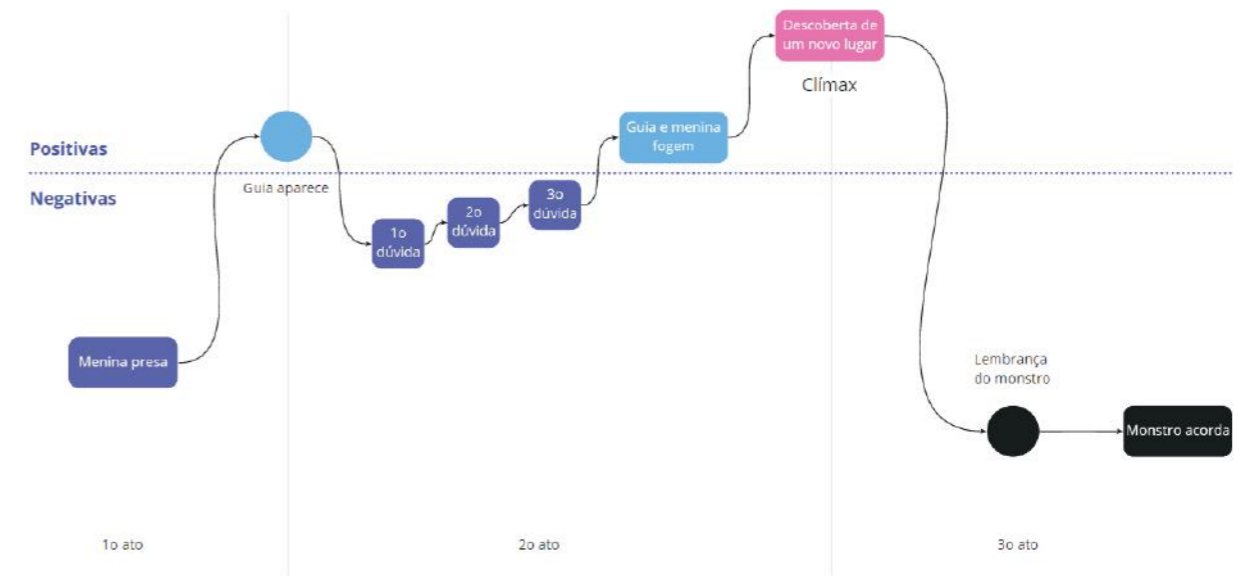 Descoberta de
um novo lugar
Clímax
Guia e menina
fogem
Positivas
Guia aparece
Negativas
3o
dúvida
2o
dúvida
1o
dúvida
Menina presa
Lembrança
do monstro
Monstro acorda
1o ato
2o ato
3o ato